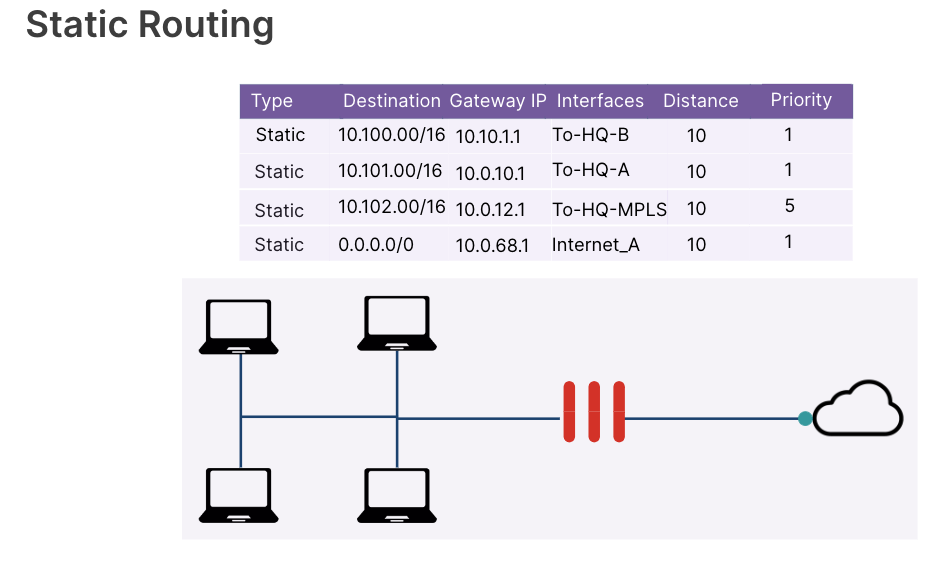 Static Routing
Type Destination Gateway IP Interfaces Distance Priority
Static 10.100.00/16 10.10.1.1 To-HQ-B 10 1
Static 10.101.00/16 10.0.10.1 To-HQ-A 10 1
Static 10.102.00/16 10.0.12.1 To-HQ-MPLS 10 5
Static 0.0.0.0/0 10.0.68.1 Internet_A 10 1